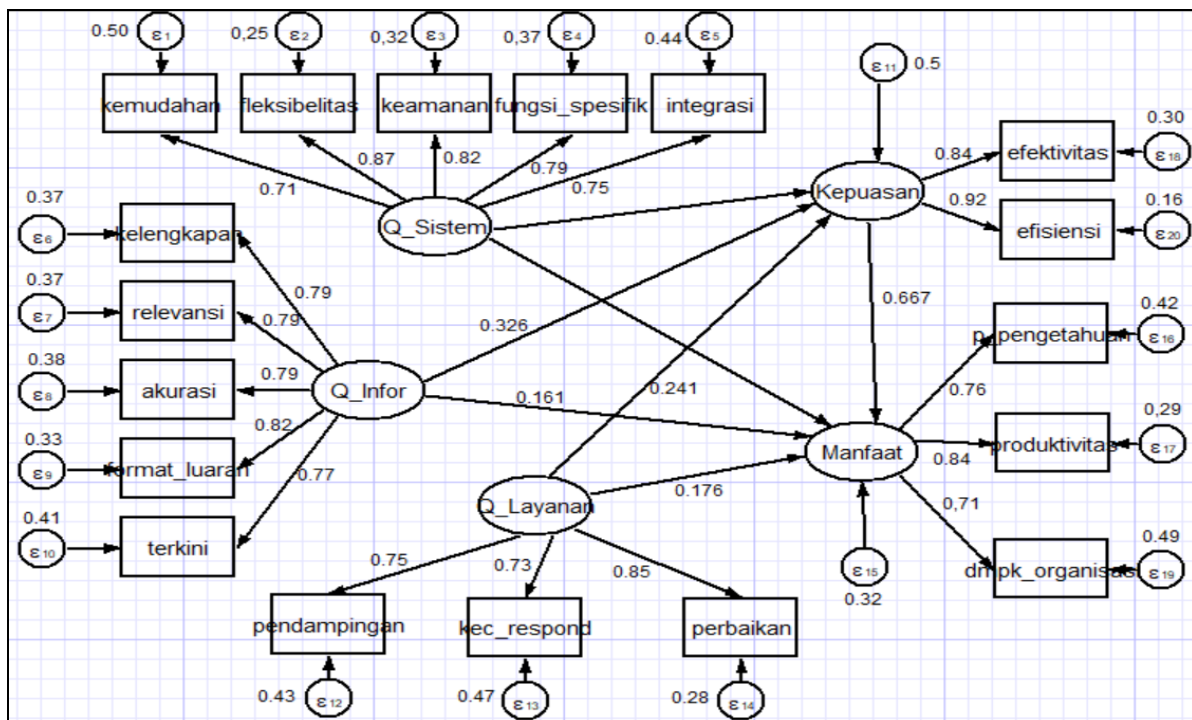 0.50 ε1 0,25 ε2 0,32 ε3 0,37 ε4 0.44 ε5
kemudahan fleksibelitas keamanan fungsi_spesifik integrasi
ε11 0.5
0.71 0.87 0.82 0.79 0.75
Q_Sistem
Kepuasan
0.84 efektivitas 0.30 ε18
0.92 efisiensi 0.16 ε20
0.37 ε6 kelengkapan 0.79
0.37 ε7 relevansi 0.79
0.38 ε8 akurasi 0.79
0.33 ε9 format_luaran 0.82
0.41 ε10 terkini 0.77
Q_Infor
0.326
0.161
0.241
0.667
Manfaat
0.76 p_pengetahuan 0.42 ε16
0.84 produktivitas 0,29 ε17
0,71 dmpk_organisasi 0.49 ε19
ε15
0.32
Q_Layanan
0.176
0.75 0.73 0.85
pendampingan kec_respond perbaikan
0.43 ε12 0.47 ε13 0.28 ε14